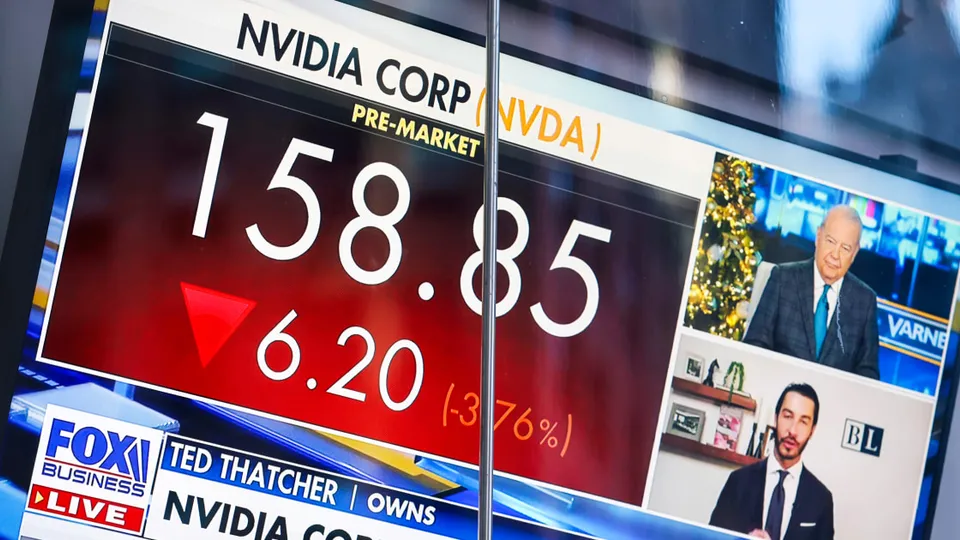 NVIDIA CORP (NVDA)
PRE-MARKET
158.85
6.20 (-3.76%)
VARNE
BL
FOX
BUSINESS
LIVE
TED THATCHER | OWNS
NVIDIA COR